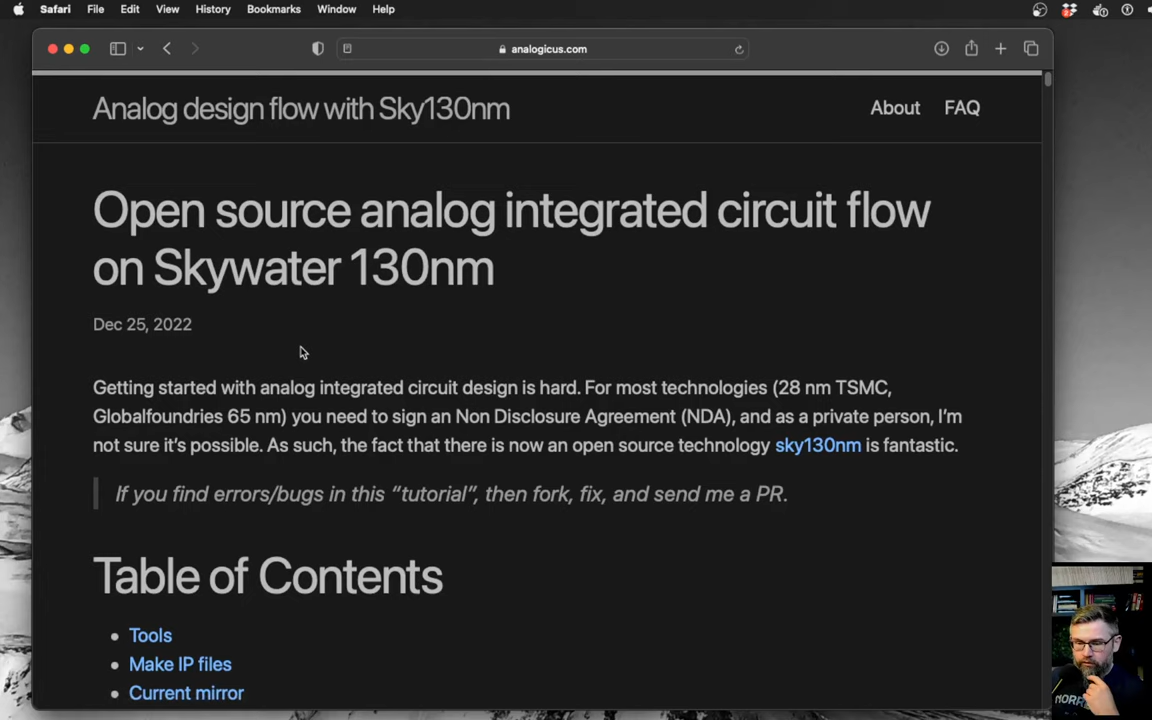 Safari File Edit View History Bookmarks Window Help
analogicus.com
Analog design flow with Sky130nm
About FAQ
Open source analog integrated circuit flow
on Skywater 130nm
Dec 25, 2022
Getting started with analog integrated circuit design is hard. For most technologies (28 nm TSMC,
Globalfoundries 65 nm) you need to sign an Non Disclosure Agreement (NDA), and as a private person, I’m
not sure it’s possible. As such, the fact that there is now an open source technology sky130nm is fantastic.
If you find errors/bugs in this “tutorial”, then fork, fix, and send me a PR.
Table of Contents
Tools
Make IP files
Current mirror